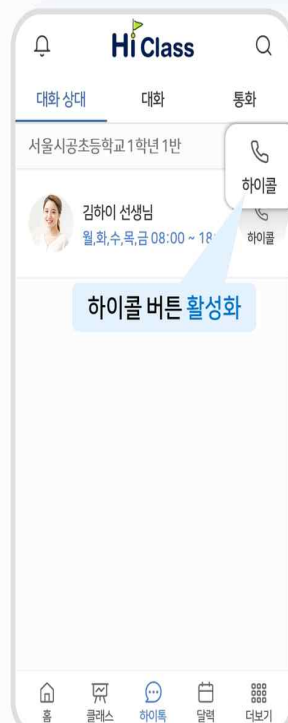 Hi Class
대화 상대 대화 통화
서울시공초등학교 1학년 1반
하이콜
김하이 선생님
월,화,수,목,금 08:00 ~ 18: 하이콜
하이콜 버튼 활성화
홈 클래스 하이톡 달력 더보기